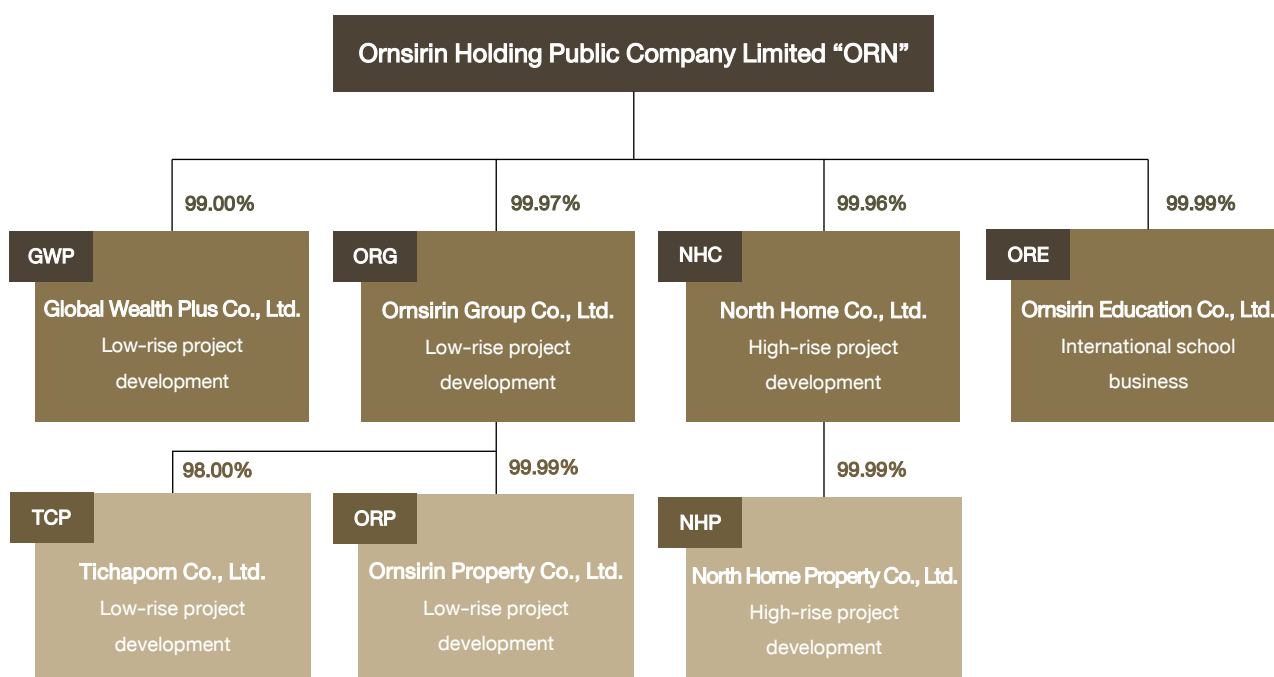 Ornsirin Holding Public Company Limited “ORN”
99.00%
99.97%
99.96%
99.99%
GWP
Global Wealth Plus Co., Ltd.
Low-rise project
development
ORG
Ornsirin Group Co., Ltd.
Low-rise project
development
NHC
North Home Co., Ltd.
High-rise project
development
ORE
Ornsirin Education Co., Ltd.
International school
business
98.00%
99.99%
99.99%
TCP
Tichaporn Co., Ltd.
Low-rise project
development
ORP
Ornsirin Property Co., Ltd.
Low-rise project
development
NHP
North Home Property Co., Ltd.
High-rise project
development